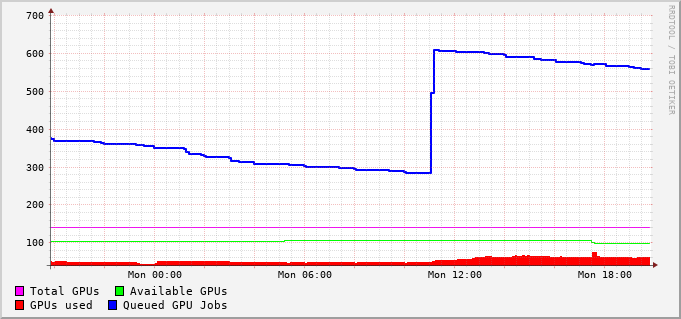 700
600
500
400
300
200
100
Mon 00:00 Mon 06:00 Mon 12:00 Mon 18:00
Total GPUs Available GPUs
GPUs used Queued GPU Jobs
RRDTOOL / TOBI OETIKER